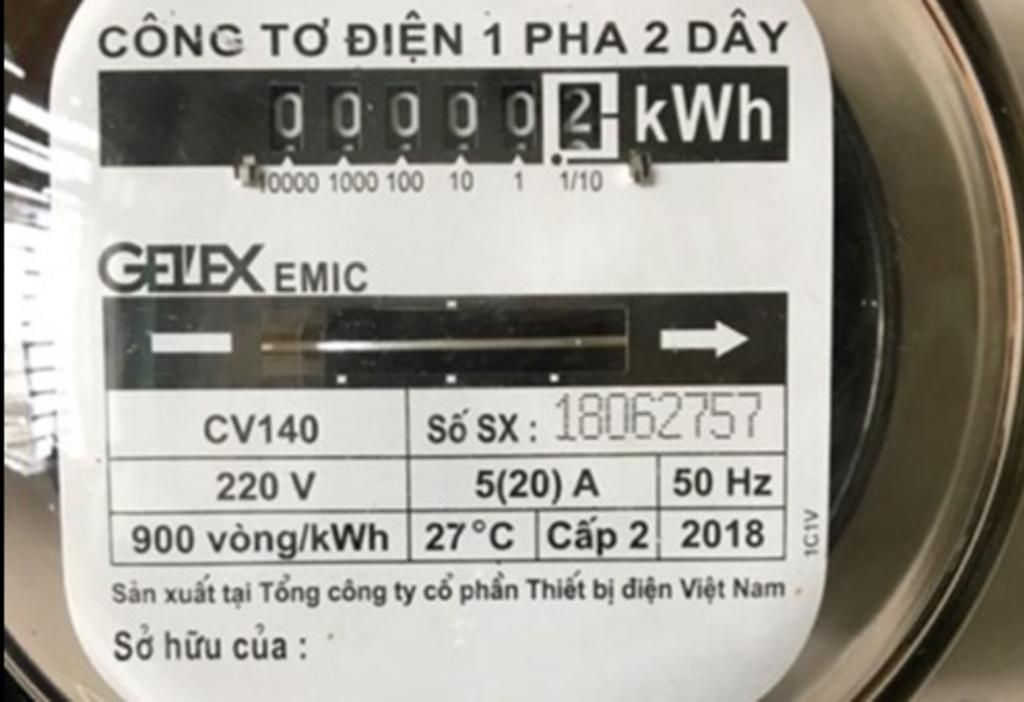 CÔNG TƠ ĐIỆN 1 PHA 2 DÂY
0 0 0 0 0 2 kWh
10000 1000 100 10 1 1/10
GELEX EMIC
CV140 Số SX : 18062757
220 V 5(20) A 50 Hz
900 vòng/kWh 27°C Cấp 2 2018
1C1V
Sản xuất tại Tổng công ty cổ phần Thiết bị điện Việt Nam
Sở hữu của :